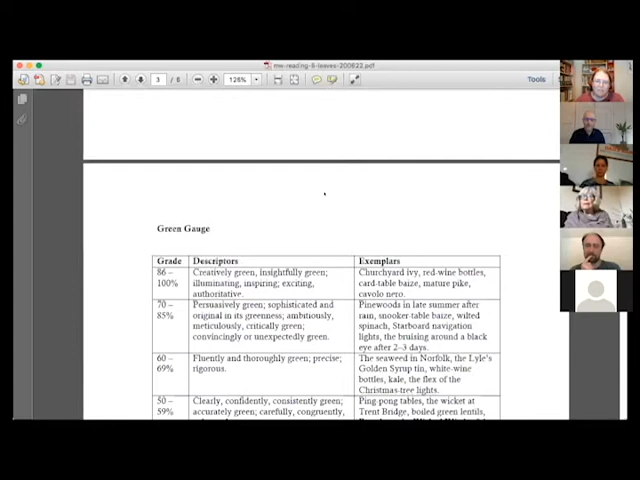 mw-reading-6-leaves-200622.pdf
3 / 8
126%
Tools
Green Gauge
Grade Descriptors Exemplars
86 – Creatively green, insightfully green; Churchyard ivy, red-wine bottles,
100% illuminating, inspiring; exciting, card-table baize, mature pike,
authoritative. cavolo nero.
70 – Persuasively green; sophisticated and Pinewoods in late summer after
85% original in its greenness; ambitiously, rain, snooker-table baize, wilted
meticulously, critically green; spinach, Starboard navigation
convincingly or unexpectedly green. lights, the bruising around a black
eye after 2–3 days.
60 – Fluently and thoroughly green; precise; The seaweed in Norfolk, the Lyle's
69% rigorous. Golden Syrup tin, white-wine
bottles, kale, the flex of the
Christmas-tree lights.
50 – Clearly, confidently, consistently green; Ping-pong tables, the wicket at
59% accurately green; carefully, congruently, Trent Bridge, boiled green lentils,